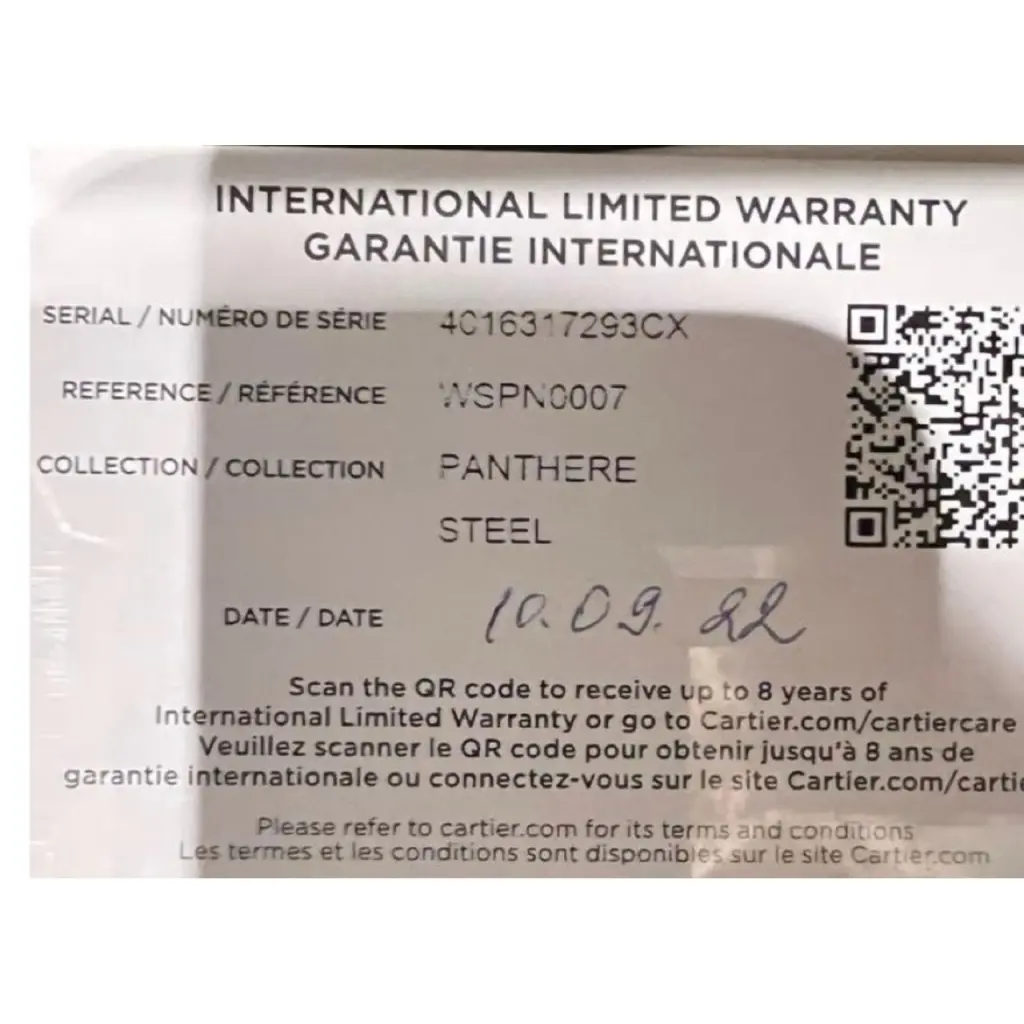 INTERNATIONAL LIMITED WARRANTY
GARANTIE INTERNATIONALE
SERIAL / NUMÉRO DE SÉRIE 4016317293CX
REFERENCE / RÉFÉRENCE WSPN0007
COLLECTION / COLLECTION PANTHERE
STEEL
DATE / DATE 10.09.22
Scan the QR code to receive up to 8 years of
International Limited Warranty or go to Cartier.com/cartiercare
Veuillez scanner le QR code pour obtenir jusqu'à 8 ans de
garantie internationale ou connectez-vous sur le site Cartier.com/cartie
Please refer to cartier.com for its terms and conditions
Les termes et les conditions sont disponibles sur le site Cartier.com